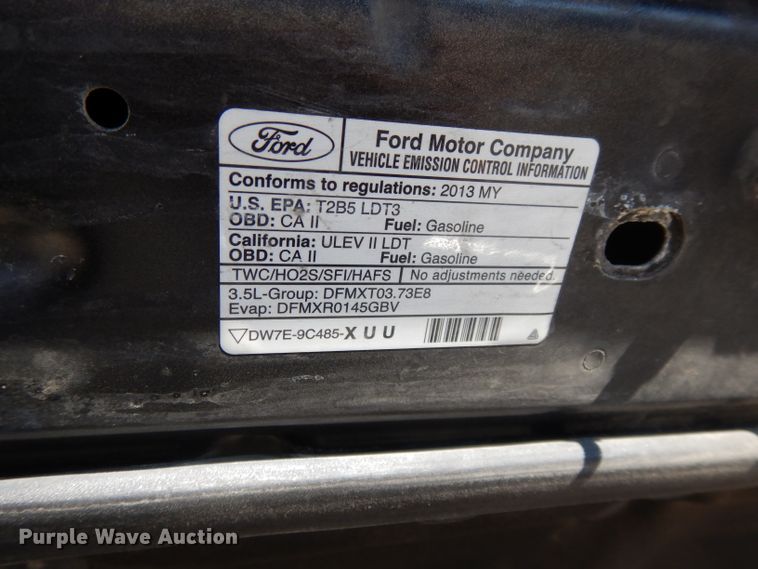 Ford
Ford Motor Company
VEHICLE EMISSION CONTROL INFORMATION
Conforms to regulations: 2013 MY
U.S. EPA: T2B5 LDT3
OBD: CA II Fuel: Gasoline
California: ULEV II LDT
OBD: CA II Fuel: Gasoline
TWC/HO2S/SFI/HAFS No adjustments needed.
3.5L-Group: DFMXT03.73E8
Evap: DFMXR0145GBV
DW7E-9C485-XUU
Purple Wave Auction